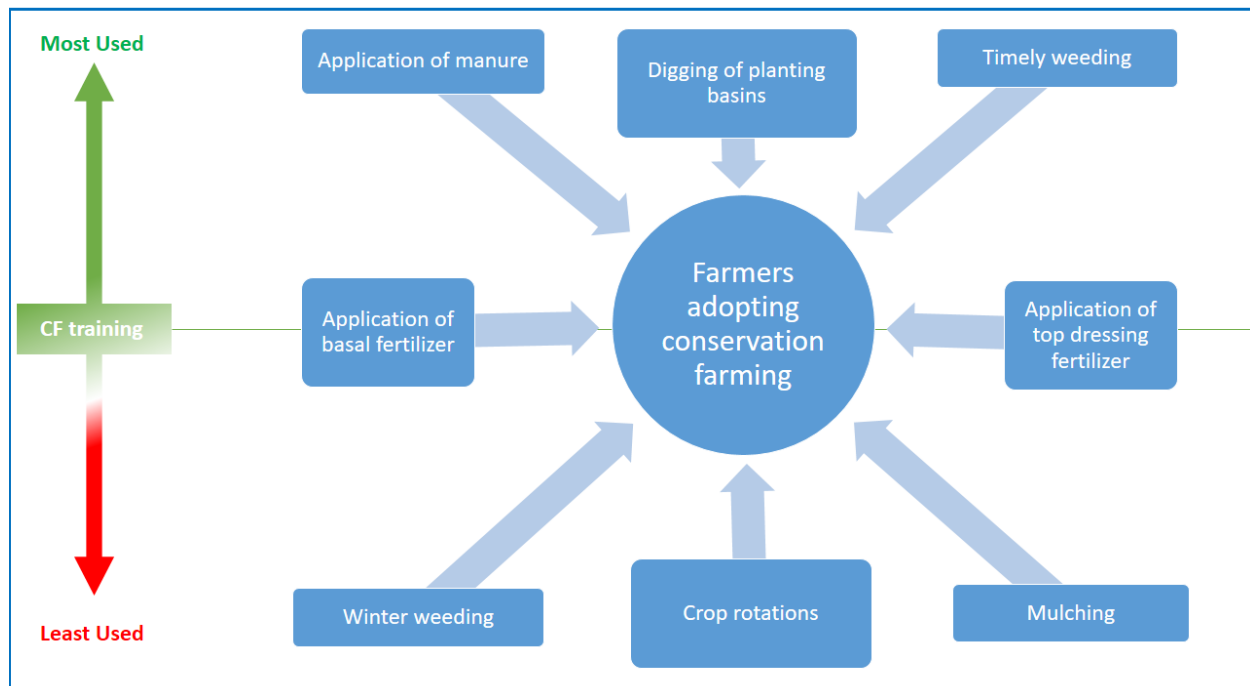 Most Used
Application of manure
Digging of planting
basins
Timely weeding
CF training
Application of
basal fertilizer
Farmers
adopting
conservation
farming
Application of
top dressing
fertilizer
Least Used
Winter weeding
Crop rotations
Mulching